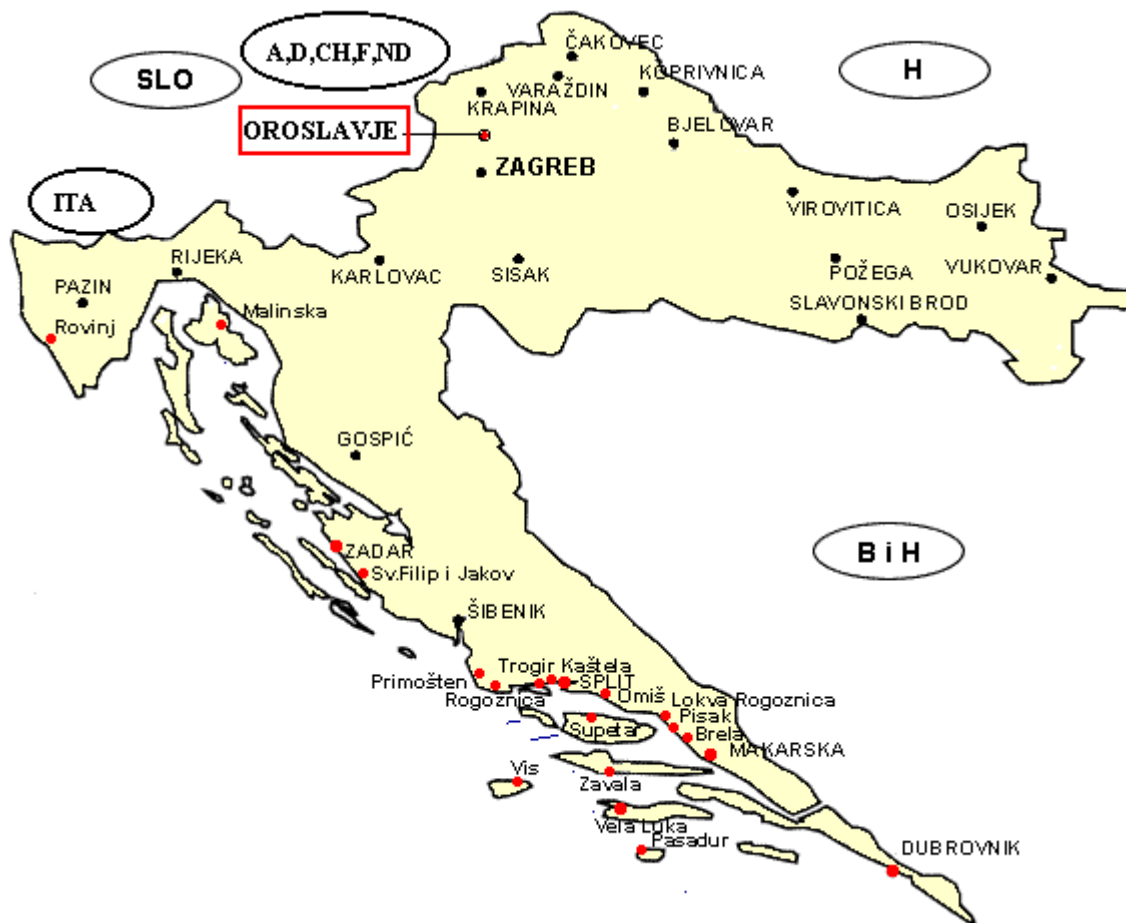 A,D,CH,F,ND
SLO
H
ČAKOVEC
KOPRIVNICA
VARAŽDIN
KRAPINA
OROSLAVJE
BJELOVAR
ZAGREB
ITA
VIROVITICA
OSIJEK
RIJEKA
KARLOVAC
SISAK
POŽEGA
VUKOVAR
PAZIN
Malinska
SLAVONSKI BROD
Rovinj
GOSPIĆ
ZADAR
B i H
Sv.Filip i Jakov
ŠIBENIK
Trogir Kaštela
Primošten
SPLIT
Rogoznica
Omiš
Lokva Rogoznica
Pisak
Supetar
Brela
MAKARSKA
Vis
Zavala
Vela Luka
Pasadur
DUBROVNIK